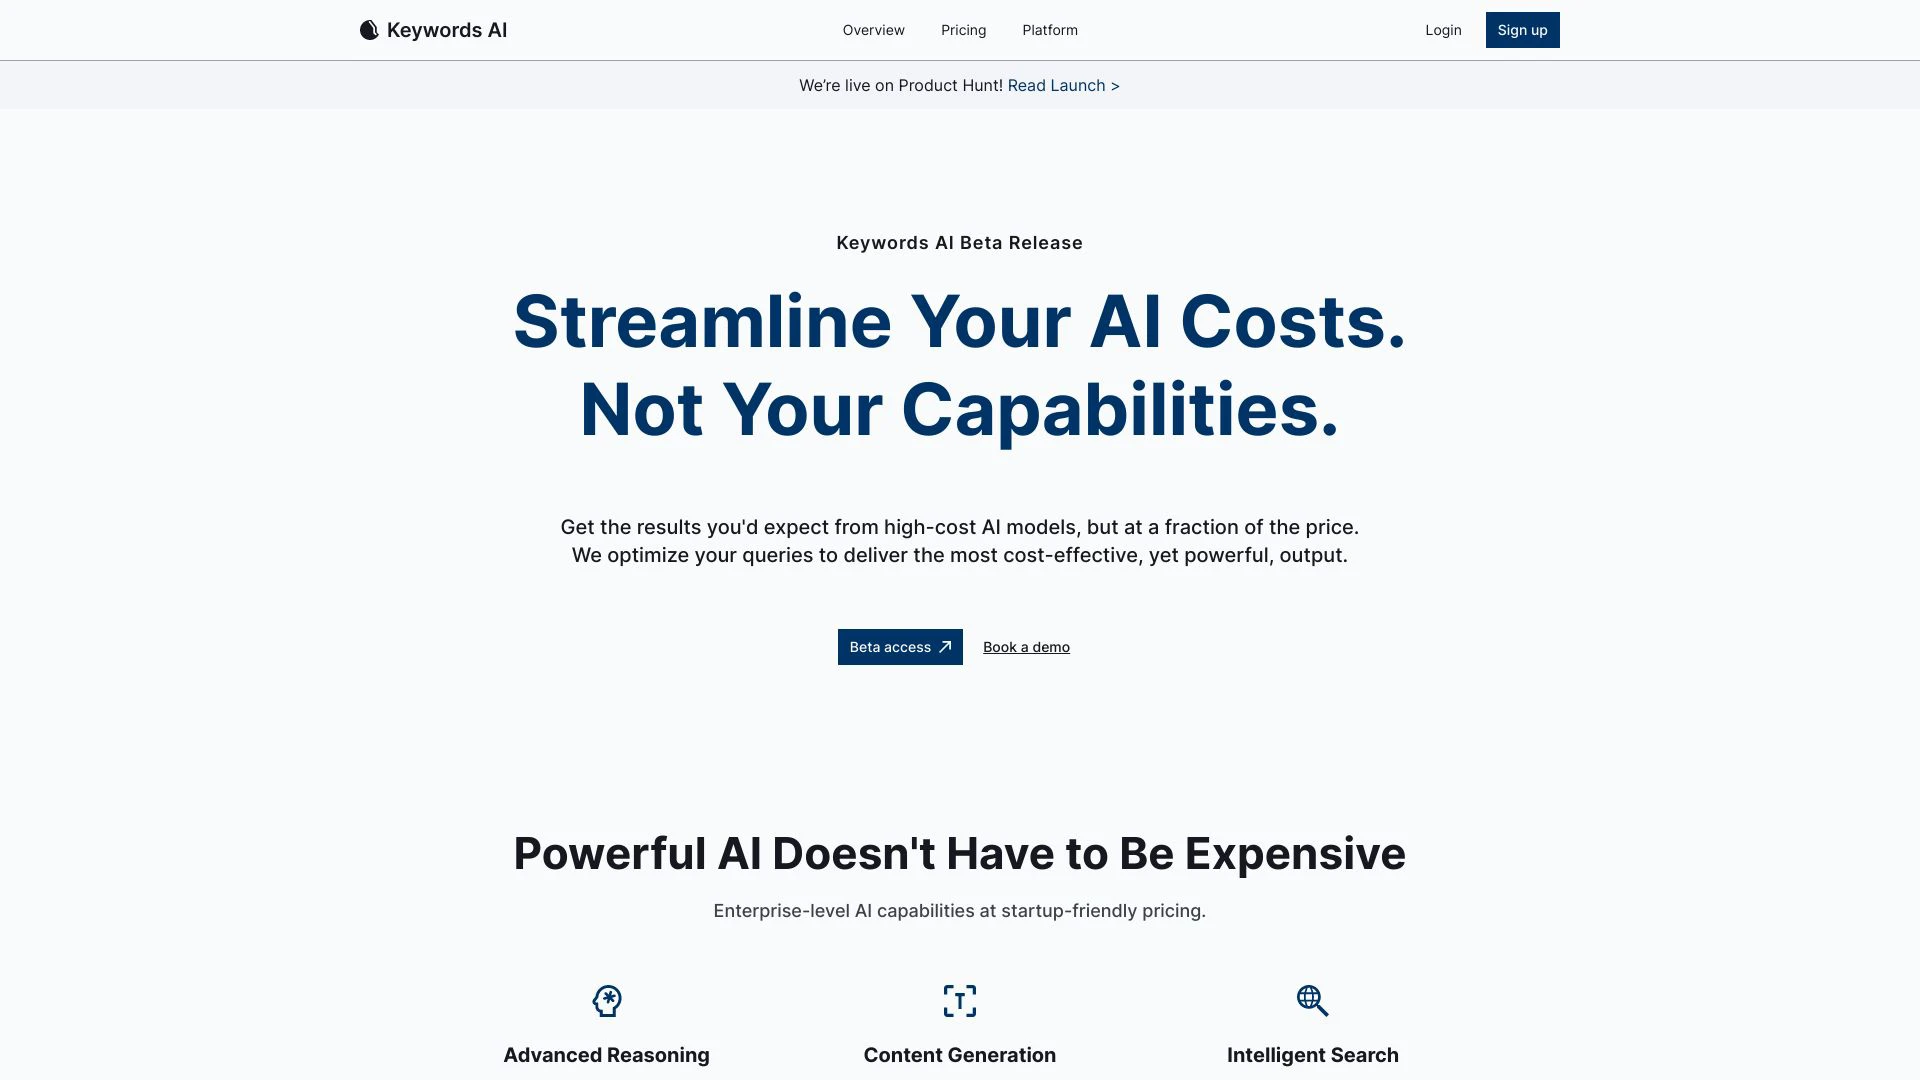 Keywords AI
Overview
Pricing
Platform
Login
Sign up
We’re live on Product Hunt! Read Launch >
Keywords AI Beta Release
Streamline Your AI Costs.
Not Your Capabilities.
Get the results you'd expect from high-cost AI models, but at a fraction of the price.
We optimize your queries to deliver the most cost-effective, yet powerful, output.
Beta access
Book a demo
Powerful AI Doesn't Have to Be Expensive
Enterprise-level AI capabilities at startup-friendly pricing.
Advanced Reasoning
Content Generation
Intelligent Search